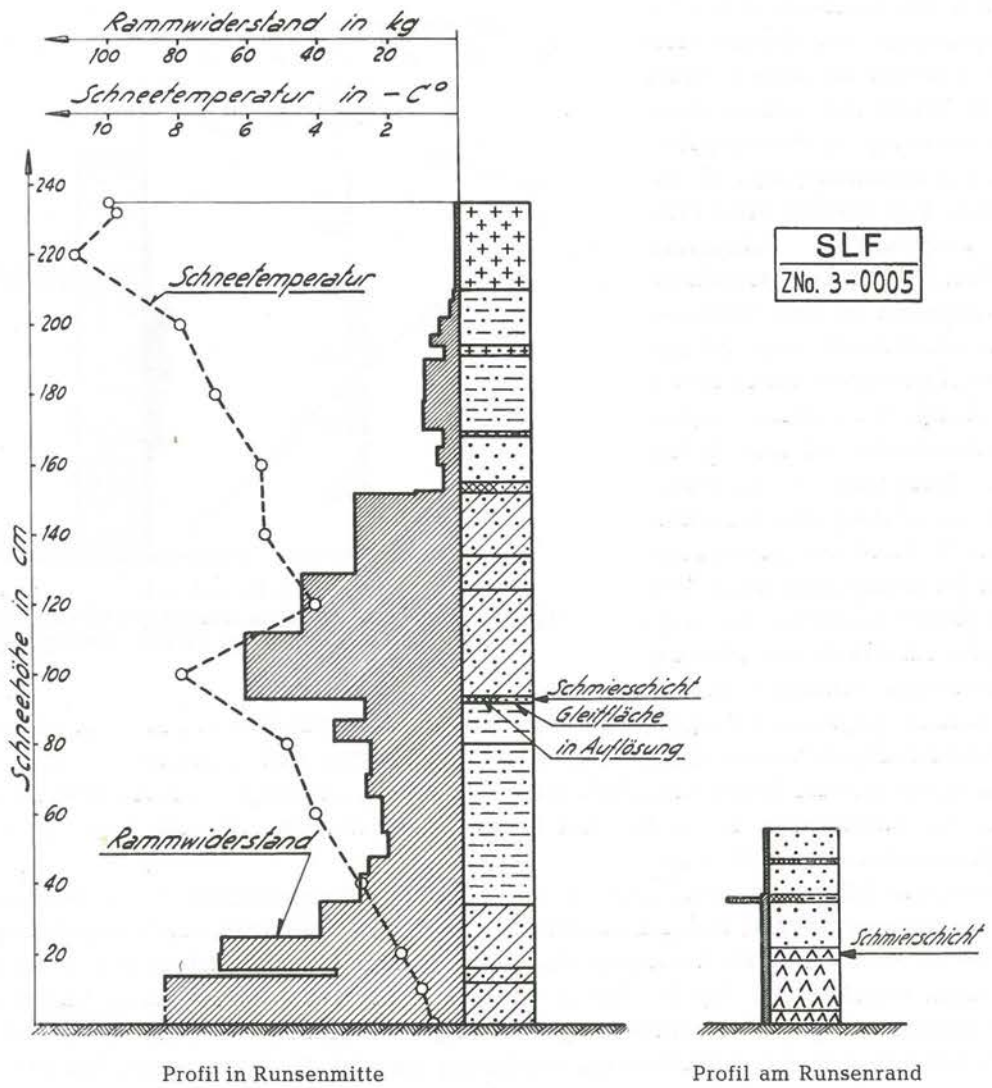 Rammwiderstand in kg
100 80 60 40 20
Schneetemperatur in -C°
10 8 6 4 2
Schneehöhe in cm
240
220
200
180
160
140
120
100
80
60
40
20
Schneetemperatur
SLF
ZNo. 3-0005
Schmierschicht
Gleitfläche
in Auflösung
Rammwiderstand
Schmierschicht
Profil in Runsenmitte
Profil am Runsenrand